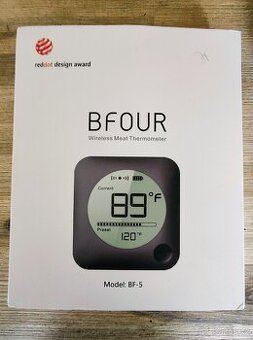 reddot design award
BFOUR
Wireless Meat Thermometer
Current
89°F
Preset
120°F
Model: BF-5